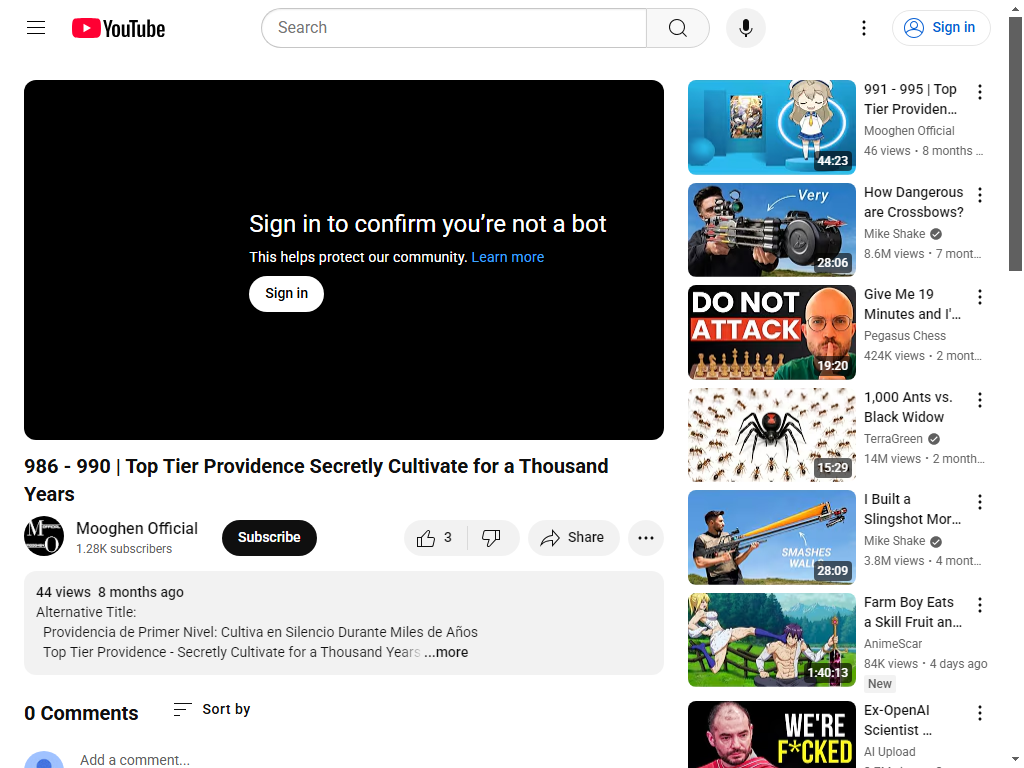 YouTube
Search
Sign in
Sign in to confirm you're not a bot
This helps protect our community. Learn more
Sign in
986 - 990 | Top Tier Providence Secretly Cultivate for a Thousand
Years
Mooghen Official
1.28K subscribers
Subscribe
3
Share
44 views 8 months ago
Alternative Title:
Providencia de Primer Nivel: Cultiva en Silencio Durante Miles de Años
Top Tier Providence - Secretly Cultivate for a Thousand Years ...more
0 Comments
Sort by
Add a comment...
44:23
991 - 995 | Top
Tier Providen...
Mooghen Official
46 views • 8 months ...
Very
28:06
How Dangerous
are Crossbows?
Mike Shake
8.6M views • 7 mont...
DO NOT
ATTACK
19:20
Give Me 19
Minutes and I'...
Pegasus Chess
424K views • 2 mont...
15:29
1,000 Ants vs.
Black Widow
TerraGreen
14M views • 2 month...
SMASHES
28:09
I Built a
Slingshot Mor...
Mike Shake
3.8M views • 4 mont...
1:40:13
Farm Boy Eats
a Skill Fruit an...
AnimeScar
84K views • 4 days ago
New
WE'RE
F*CKED
Ex-OpenAI
Scientist ...
AI Upload